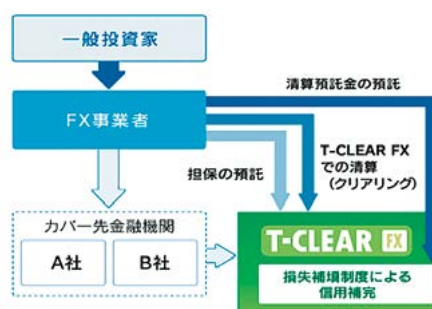 一般投資家
清算預託金の預託
FX事業者
T-CLEAR FX
での清算
（クリアリング）
担保の預託
カバー先金融機関
A社
B社
T-CLEAR FX
損失補填制度による
信用補完